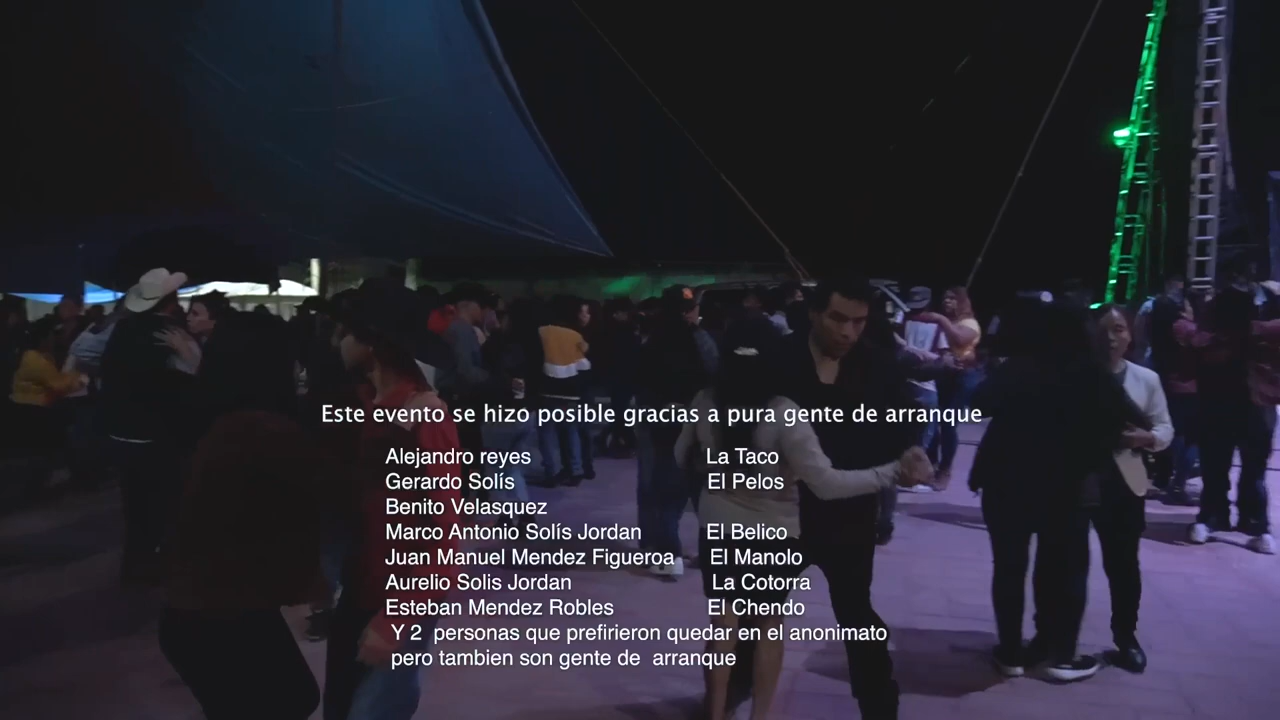 Este evento se hizo posible gracias a pura gente de arranque
Alejandro reyes La Taco
Gerardo Solís El Pelos
Benito Velasquez
Marco Antonio Solís Jordan El Belico
Juan Manuel Mendez Figueroa El Manolo
Aurelio Solis Jordan La Cotorra
Esteban Mendez Robles El Chendo
Y 2 personas que prefirieron quedar en el anonimato
pero tambien son gente de arranque